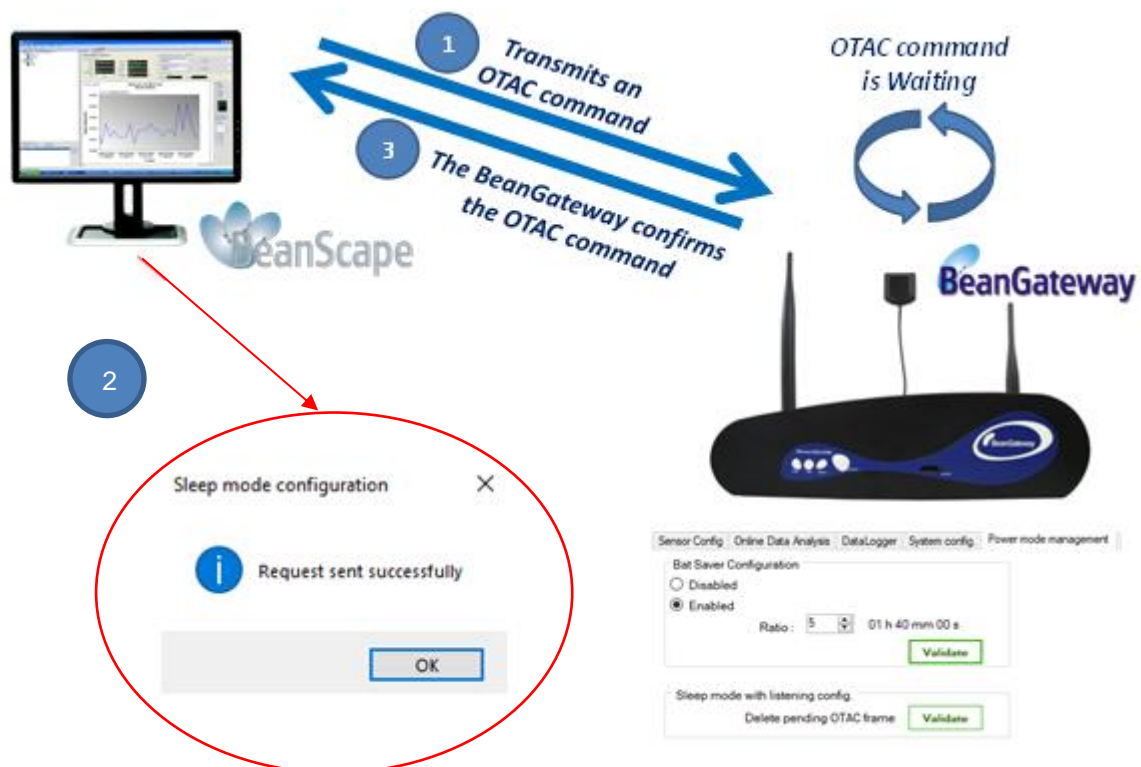 1
Transmits an
OTAC command
OTAC command
is Waiting
3
The BeanGateway confirms
the OTAC command
BeanScape
BeanGateway
2
BeanGateway
Sleep mode configuration
Request sent successfully
OK
Sensor Config Online Data Analysis DataLogger System config. Power mode management
Bat Saver Configuration
Disabled
Enabled
Ratio : 5 01 h 40 mm 00 s
Validate
Sleep mode with listening config.
Delete pending OTAC frame Validate